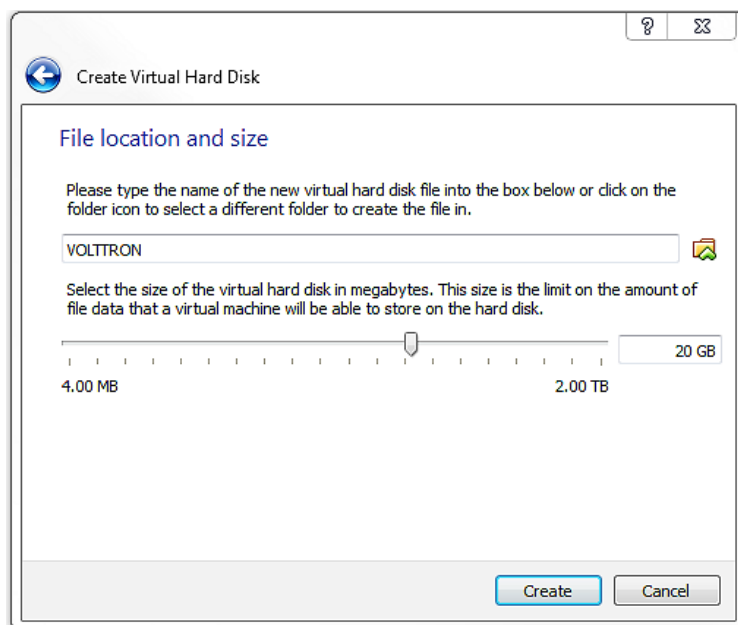 ?
Create Virtual Hard Disk
File location and size
Please type the name of the new virtual hard disk file into the box below or click on the
folder icon to select a different folder to create the file in.
VOLTTRON
Select the size of the virtual hard disk in megabytes. This size is the limit on the amount of
file data that a virtual machine will be able to store on the hard disk.
20 GB
4.00 MB 2.00 TB
Create Cancel